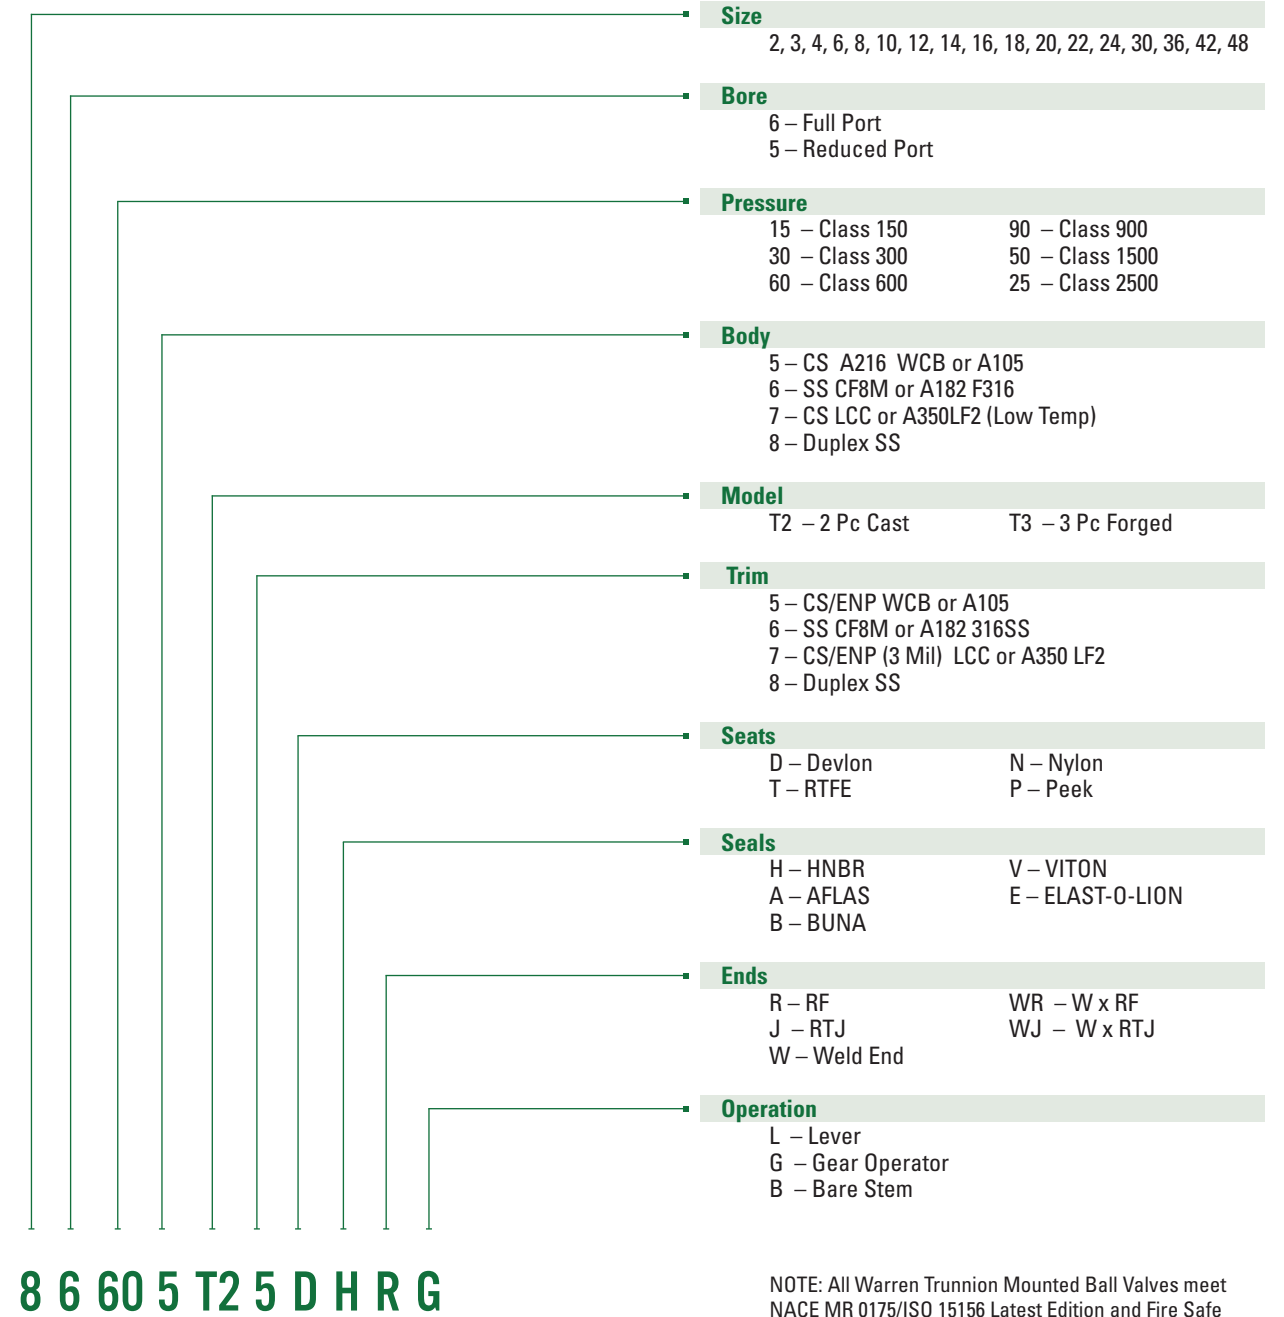 Size
2, 3, 4, 6, 8, 10, 12, 14, 16, 18, 20, 22, 24, 30, 36, 42, 48
Bore
6 – Full Port
5 – Reduced Port
Pressure
15 – Class 150 90 – Class 900
30 – Class 300 50 – Class 1500
60 – Class 600 25 – Class 2500
Body
5 – CS A216 WCB or A105
6 – SS CF8M or A182 F316
7 – CS LCC or A350LF2 (Low Temp)
8 – Duplex SS
Model
T2 – 2 Pc Cast T3 – 3 Pc Forged
Trim
5 – CS/ENP WCB or A105
6 – SS CF8M or A182 316SS
7 – CS/ENP (3 Mil) LCC or A350 LF2
8 – Duplex SS
Seats
D – Devlon N – Nylon
T – RTFE P – Peek
Seals
H – HNBR V – VITON
A – AFLAS E – ELAST-O-LION
B – BUNA
Ends
R – RF WR – W x RF
J – RTJ WJ – W x RTJ
W – Weld End
Operation
L – Lever
G – Gear Operator
B – Bare Stem
8 6 60 5 T2 5 D H R G
NOTE: All Warren Trunnion Mounted Ball Valves meet
NACE MR 0175/ISO 15156 Latest Edition and Fire Safe